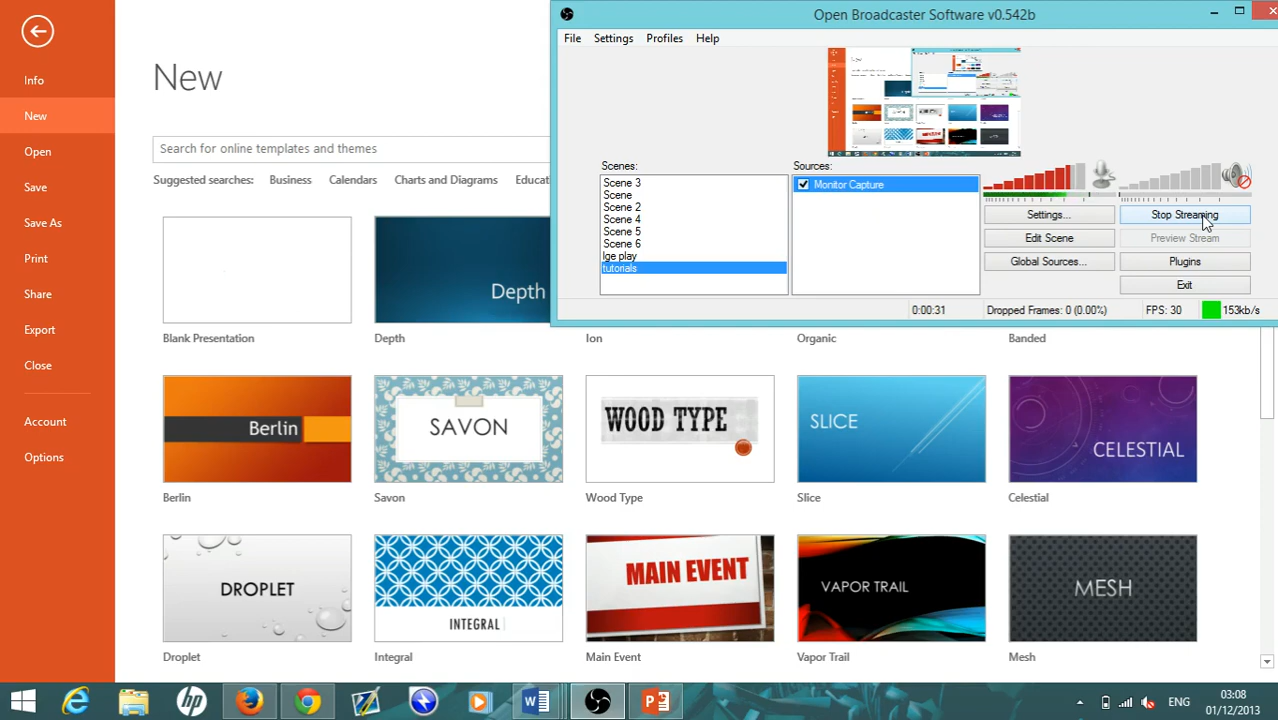 Open Broadcaster Software v0.542b
File
Settings
Profiles
Help
Info
New
Open
Save
Save As
Print
Share
Export
Close
Account
Options
New
Search for online templates and themes
Suggested searches:
Business
Calendars
Charts and Diagrams
Educat
Scenes:
Scene 3
Scene
Scene 2
Scene 4
Scene 5
Scene 6
lge play
tutorials
Sources:
Monitor Capture
Settings...
Stop Streaming
Edit Scene
Preview Stream
Global Sources...
Plugins
Exit
0:00:31
Dropped Frames: 0 (0.00%)
FPS: 30
153kb/s
Depth
Blank Presentation
Depth
Ion
Organic
Banded
Berlin
SAVON
WOOD TYPE
SLICE
CELESTIAL
Berlin
Savon
Wood Type
Slice
Celestial
DROPLET
INTEGRAL
MAIN EVENT
VAPOR TRAIL
MESH
Droplet
Integral
Main Event
Vapor Trail
Mesh
ENG
03:08
01/12/2013